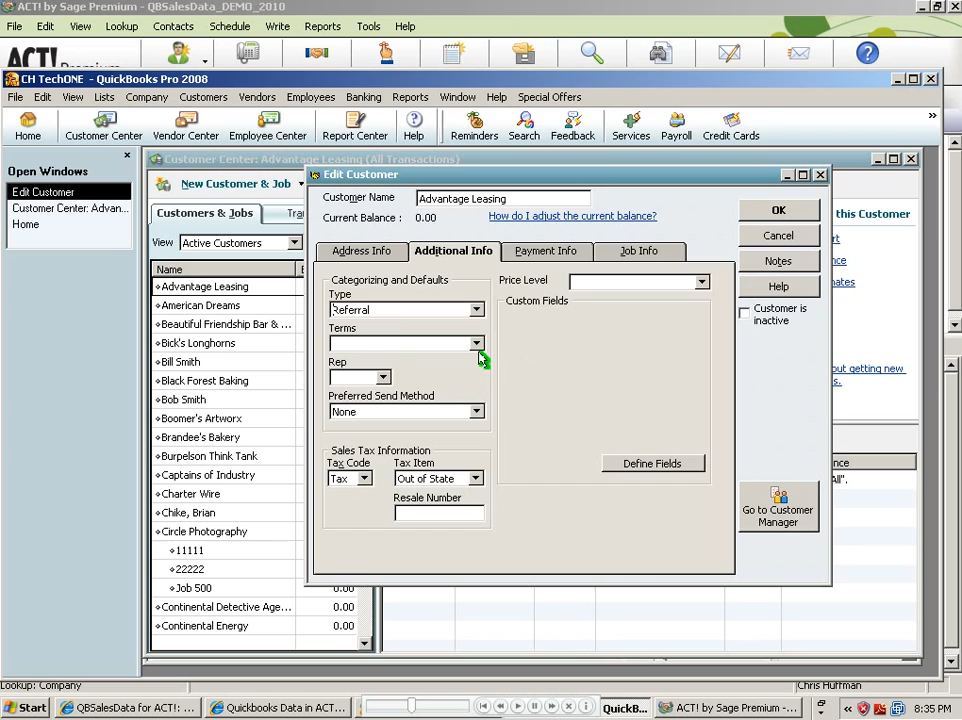 ACT! by Sage Premium - QBSalesData_DEMO_2010
File Edit View Lookup Contacts Schedule Write Reports Tools Help
CH TechONE - QuickBooks Pro 2008
File Edit View Lists Company Customers Vendors Employees Banking Reports Window Help Special Offers
Home Customer Center Vendor Center Employee Center Report Center Help Reminders Search Feedback Services Payroll Credit Cards
Open Windows
Edit Customer
Customer Center: Advan...
Home
Customer Center: Advantage Leasing (All Transactions)
New Customer & Job
Customers & Jobs
View Active Customers
Name
Advantage Leasing
American Dreams
Beautiful Friendship Bar & ...
Bick's Longhorns
Bill Smith
Black Forest Baking
Bob Smith
Boomer's Artworx
Brandee's Bakery
Burpelson Think Tank
Captains of Industry
Charter Wire
Chike, Brian
Circle Photography
11111
22222
Job 500
Continental Detective Age... 0.00
Continental Energy 0.00
Edit Customer
Customer Name Advantage Leasing
Current Balance : 0.00 How do I adjust the current balance?
Address Info Additional Info Payment Info Job Info
Categorizing and Defaults
Type
Referral
Terms
Rep
Preferred Send Method
None
Sales Tax Information
Tax Code Tax Item
Tax Out of State
Resale Number
Price Level
Custom Fields
Define Fields
OK
Cancel
Notes
Help
Customer is
inactive
Go to Customer
Manager
this Customer
out getting new
Lookup: Company
Chris Huffman
Start QBSalesData for ACT!: ... Quickbooks Data in ACT... QuickB... ACT! by Sage Premium -... 8:35 PM